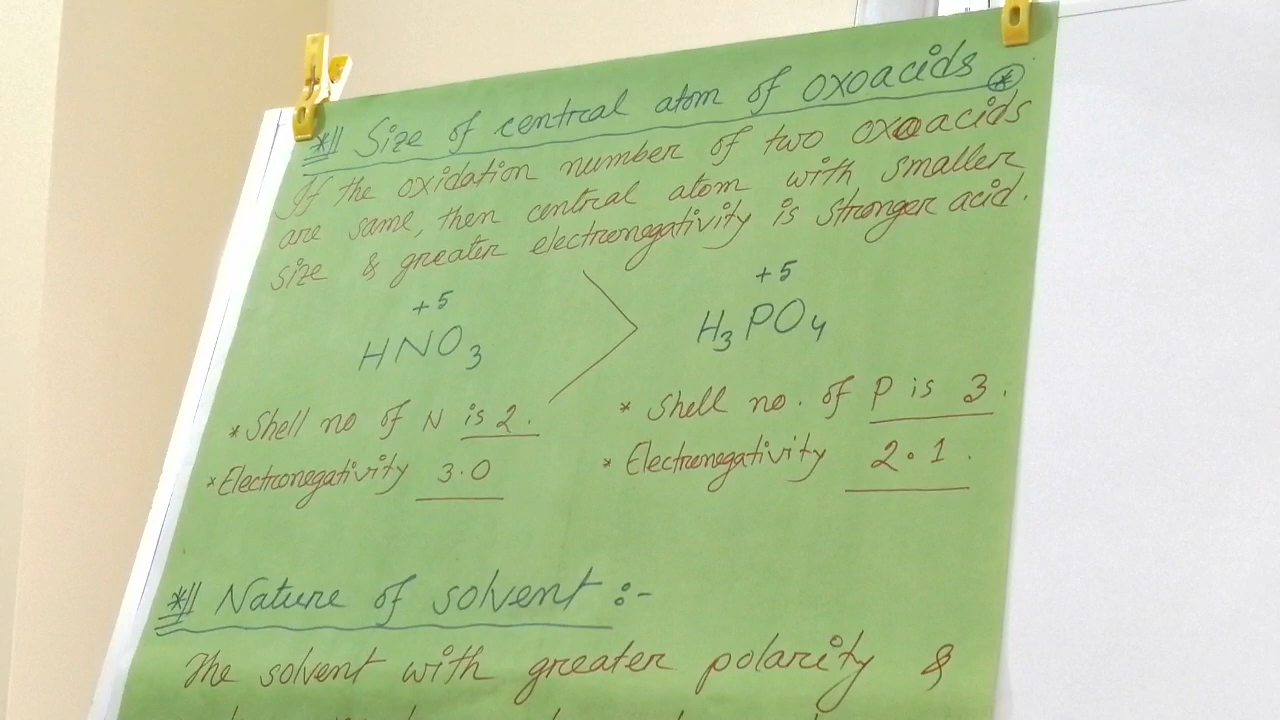 *|| Size of central atom of oxoacids *
If the oxidation number of two oxoacids
are same, then central atom with smaller
size & greater electronegativity is stronger acid.
+5 +5
HNO3 > H3PO4
* Shell no of N is 2. * Shell no. of P is 3.
* Electronegativity 3.0 * Electronegativity 2.1.
*|| Nature of solvent :-
The solvent with greater polarity &